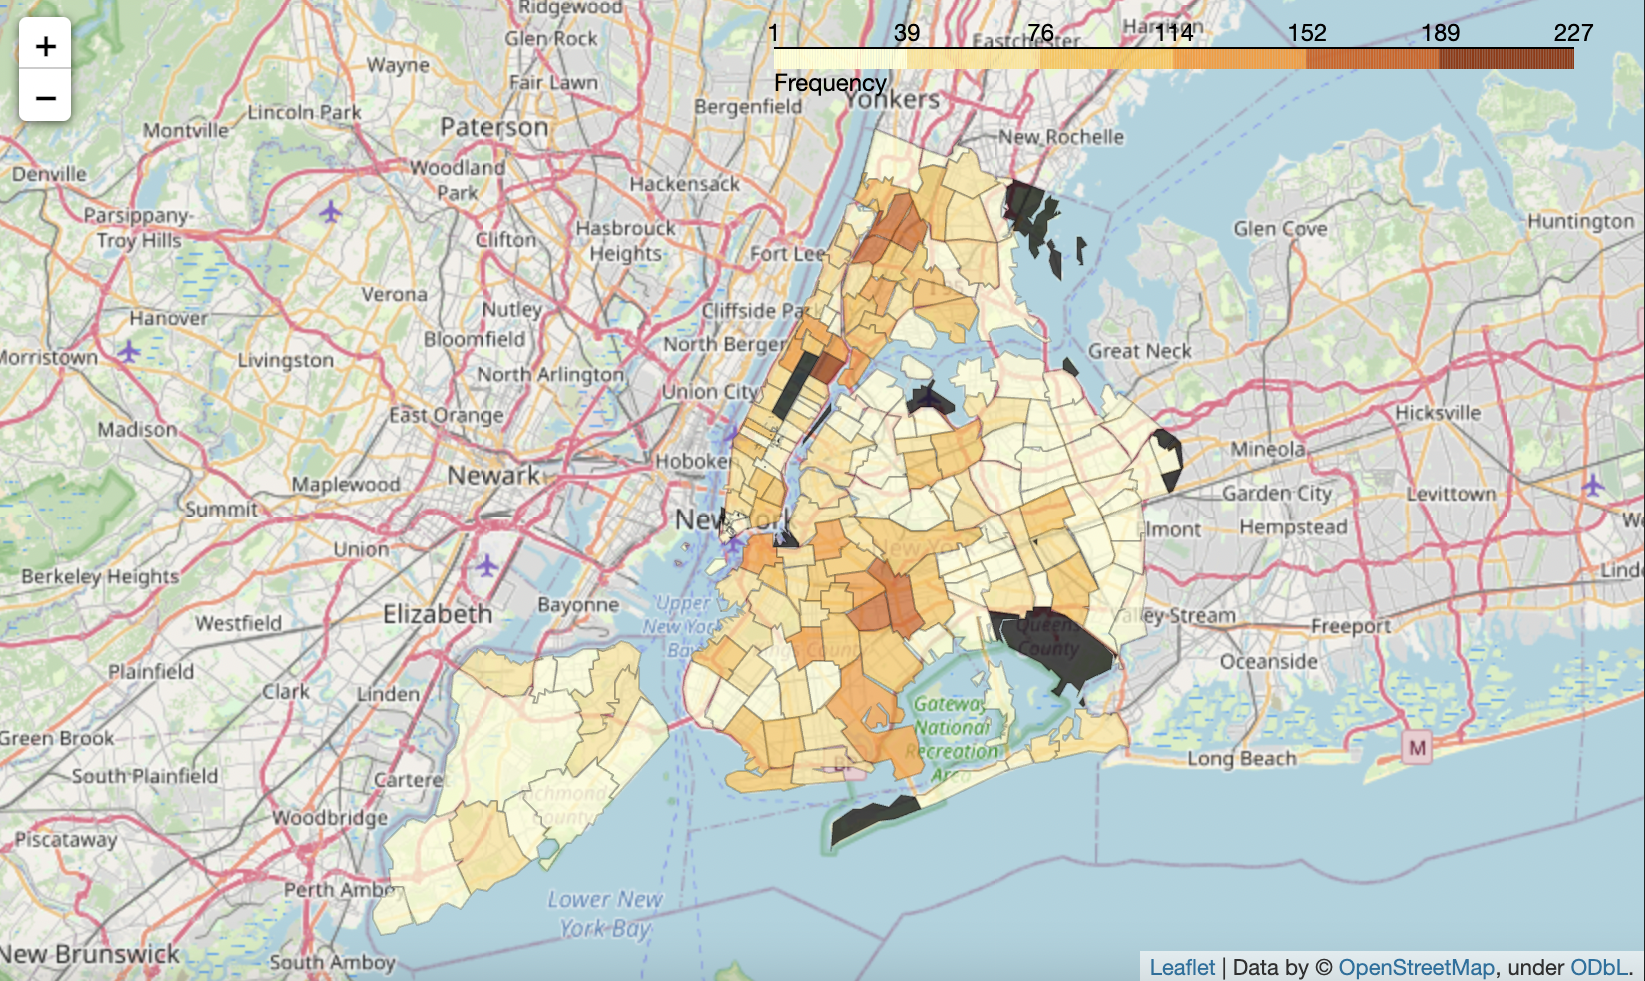 +
−
1 39 76 114 152 189 227
Frequency
Ridgewood
Glen Rock
Harrison
Eastchester
Wayne
Fair Lawn
Yonkers
Lincoln Park
Bergenfield
Montville
Paterson
New Rochelle
Denville
Woodland
Park
Hackensack
Parsippany-
Troy Hills
Clifton
Hasbrouck
Heights
Fort Lee
Glen Cove
Huntington
Verona
Nutley
Cliffside Pa
Hanover
Bloomfield
North Berger
Morristown
Livingston
North Arlington
Great Neck
Union City
East Orange
Hicksville
Madison
Mineola
Hoboken
Newark
Maplewood
Garden City
Levittown
Summit
New York
Elmont
Hempstead
New York
Union
Berkeley Heights
Elizabeth
Bayonne
Upper
New York
Bay
Westfield
Valley Stream
Freeport
Queens
County
Kings County
Oceanside
Plainfield
Clark
Linden
Gateway
National
Recreation
Area
Green Brook
Long Beach
M
South Plainfield
Carteret
Richmond
County
Woodbridge
Piscataway
Perth Amboy
Lower New
York Bay
New Brunswick
South Amboy
Leaflet | Data by © OpenStreetMap, under ODbL.